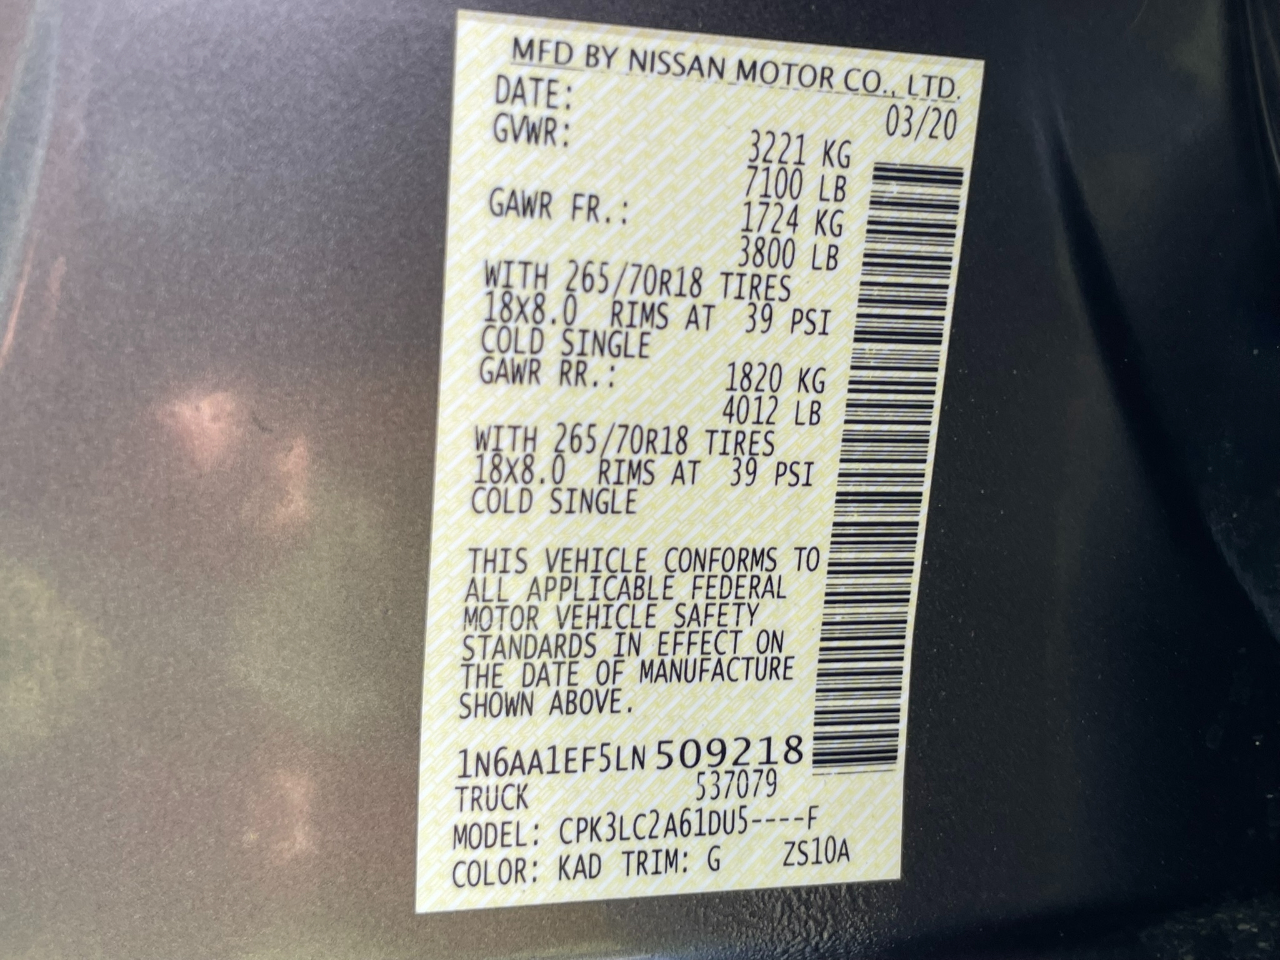 MFD BY NISSAN MOTOR CO., LTD.
DATE: 03/20
GVWR: 3221 KG
7100 LB
GAWR FR.: 1724 KG
3800 LB
WITH 265/70R18 TIRES
18X8.0 RIMS AT 39 PSI
COLD SINGLE
GAWR RR.: 1820 KG
4012 LB
WITH 265/70R18 TIRES
18X8.0 RIMS AT 39 PSI
COLD SINGLE
THIS VEHICLE CONFORMS TO
ALL APPLICABLE FEDERAL
MOTOR VEHICLE SAFETY
STANDARDS IN EFFECT ON
THE DATE OF MANUFACTURE
SHOWN ABOVE.
1N6AA1EF5LN509218
TRUCK 537079
MODEL: CPK3LC2A61DU5----F
COLOR: KAD TRIM: G ZS10A